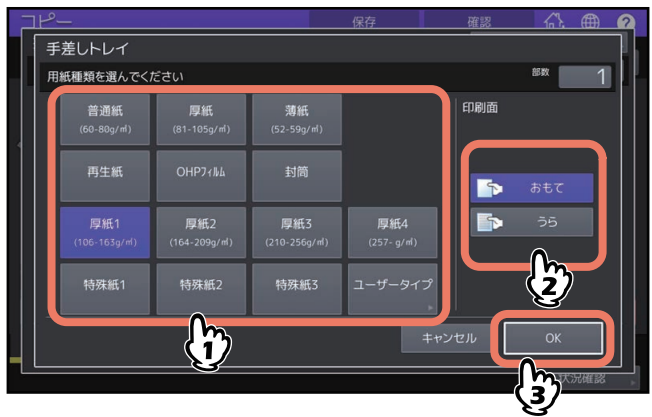 コピー
保存
確認
手差しトレイ
用紙種類を選んでください
部数 1
普通紙
(60-80g/㎡)
厚紙
(81-105g/㎡)
薄紙
(52-59g/㎡)
印刷面
再生紙
OHPフィルム
封筒
おもて
厚紙1
(106-163g/㎡)
厚紙2
(164-209g/㎡)
厚紙3
(210-256g/㎡)
厚紙4
(257- g/㎡)
うら
特殊紙1
特殊紙2
特殊紙3
ユーザータイプ
2
1
キャンセル
OK
3
状況確認